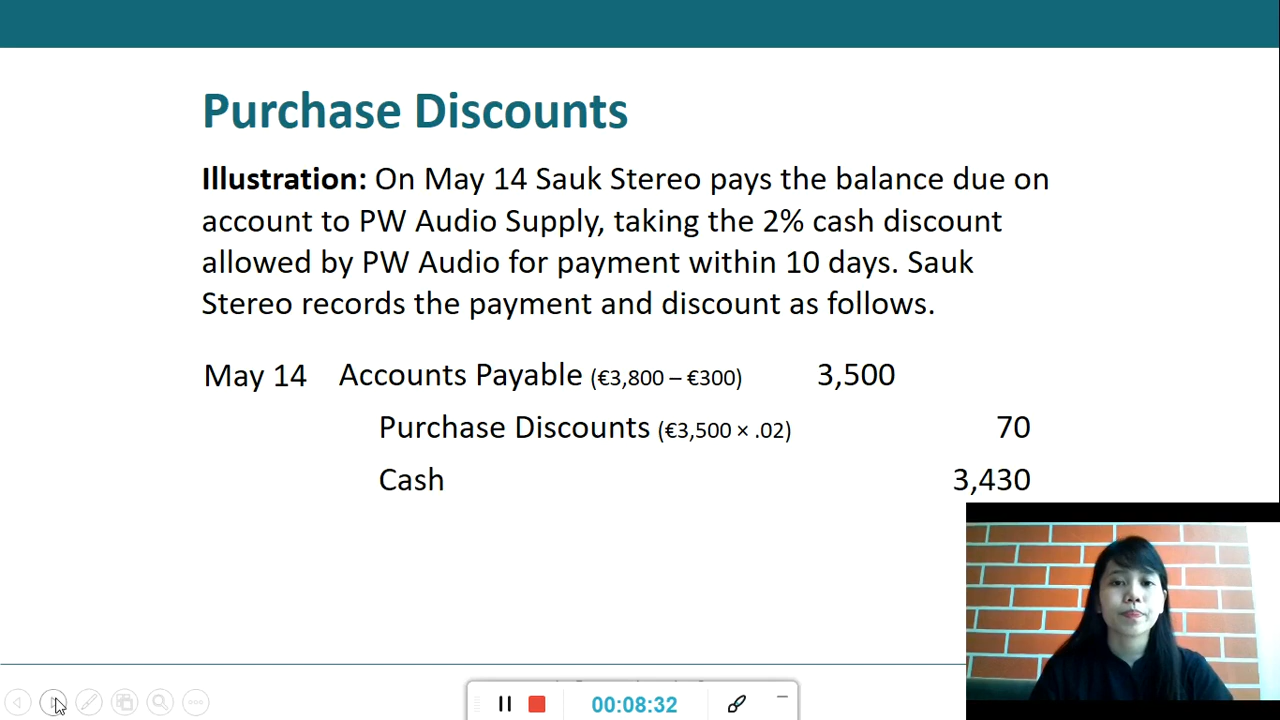 Purchase Discounts
Illustration: On May 14 Sauk Stereo pays the balance due on
account to PW Audio Supply, taking the 2% cash discount
allowed by PW Audio for payment within 10 days. Sauk
Stereo records the payment and discount as follows.
May 14 Accounts Payable (€3,800 – €300) 3,500
Purchase Discounts (€3,500 × .02) 70
Cash 3,430
00:08:32